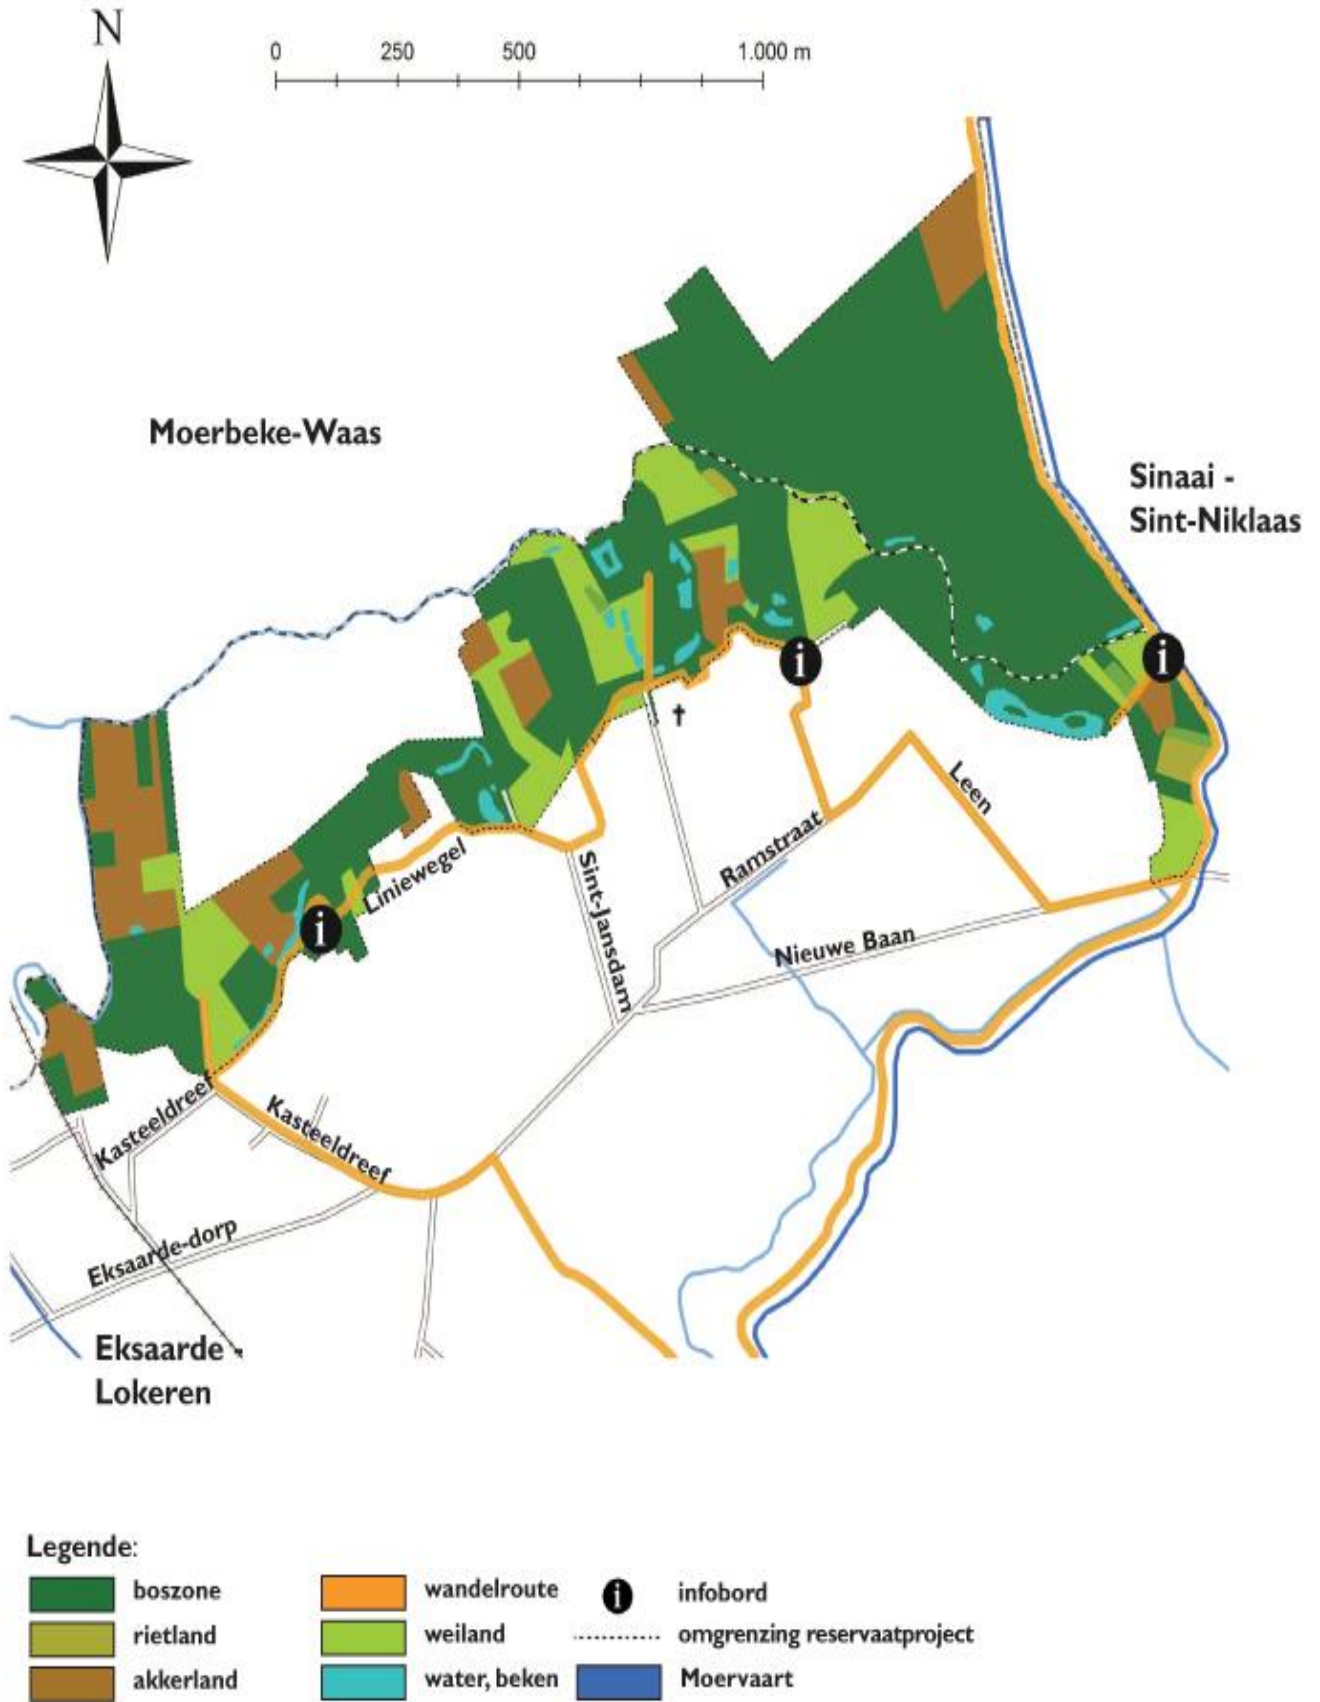 N
0 250 500 1.000 m
Moerbeke-Waas
Sinaai -
Sint-Niklaas
i
i
i
Leen
Ramstraat
Liniewegel
Sint-Jansdam
Nieuwe Baan
Kasteeldreef
Kasteeldreef
Eksaarde-dorp
Eksaarde -
Lokeren
Legende:
boszone
rietland
akkerland
wandelroute
weiland
water, beken
i infobord
omgrenzing reservaatproject
Moervaart